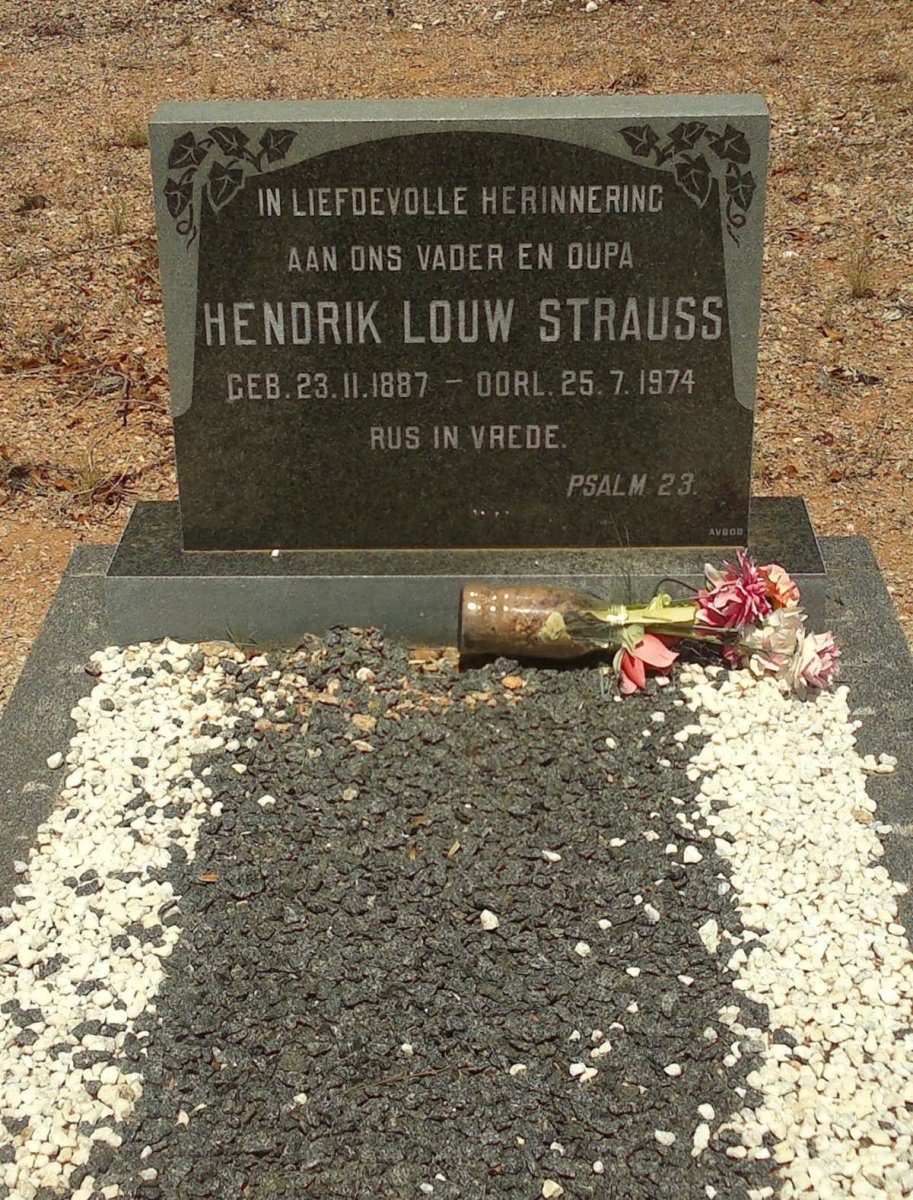 IN LIEFDEVOLLE HERINNERING
AAN ONS VADER EN OUPA
HENDRIK LOUW STRAUSS
GEB. 23. 11. 1887 – OORL. 25. 7. 1974
RUS IN VREDE.
PSALM 23.
AVBOB